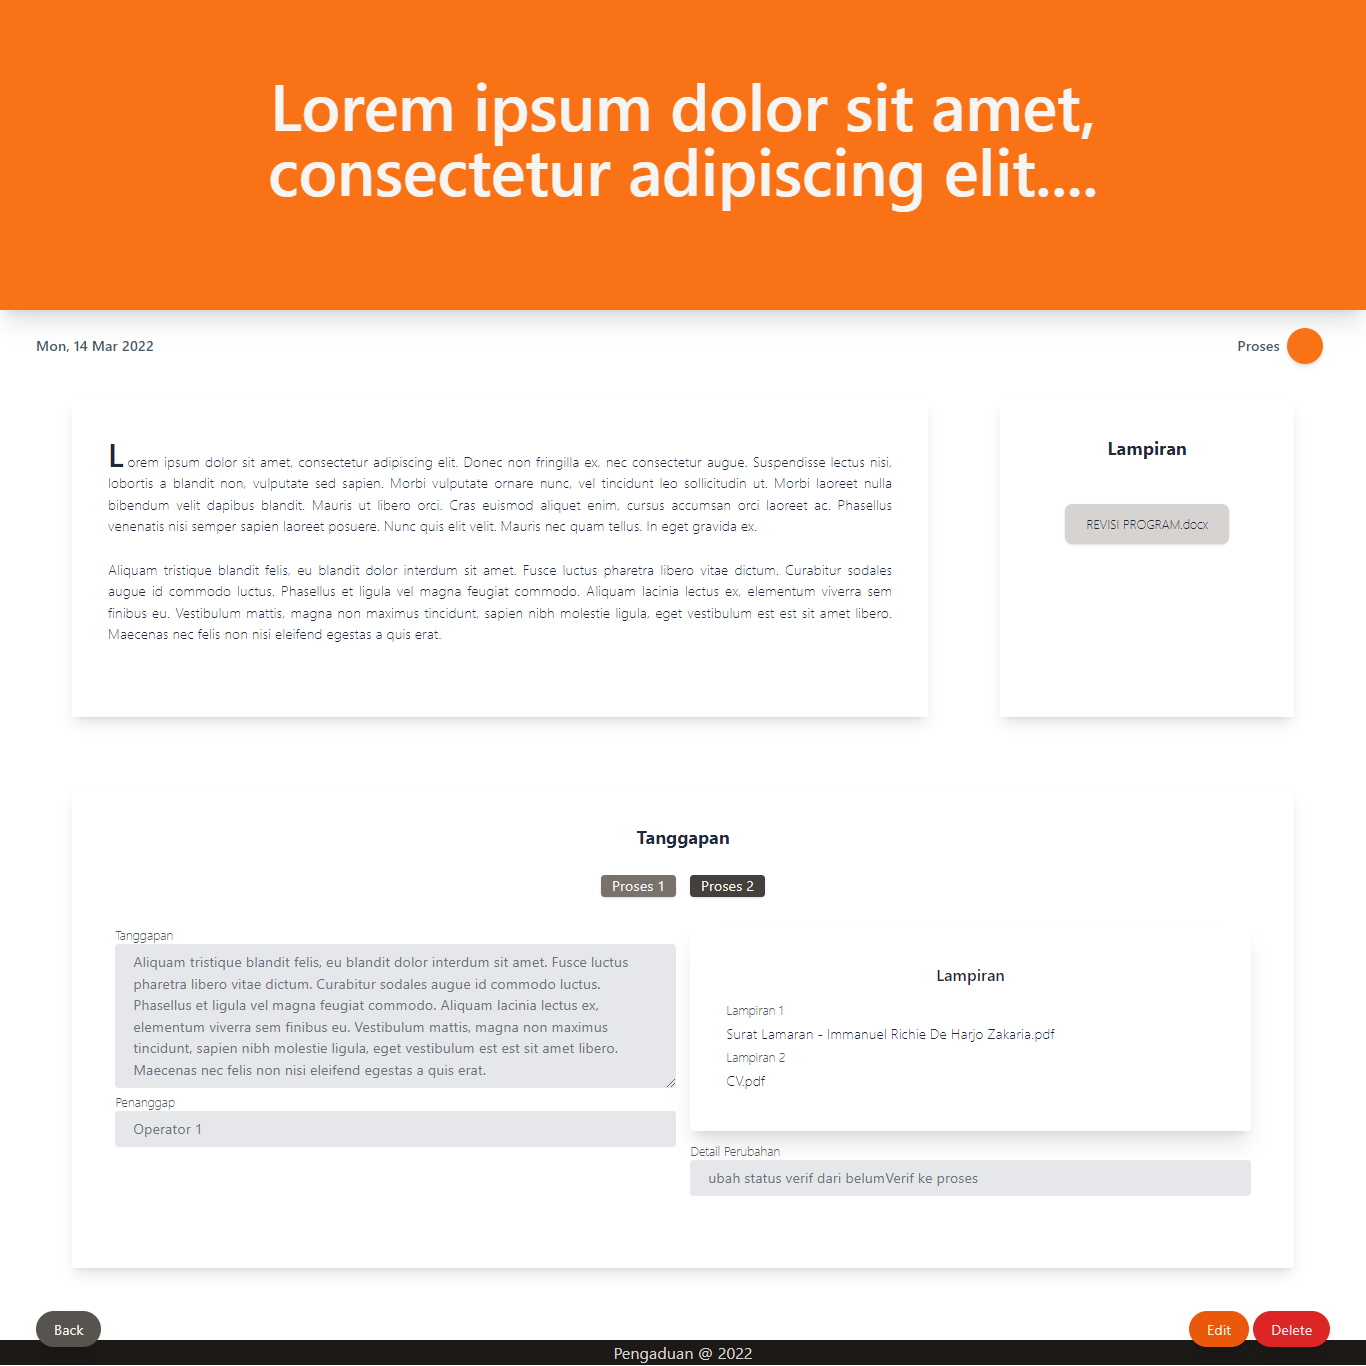 Lorem ipsum dolor sit amet,
consectetur adipiscing elit....
Mon, 14 Mar 2022
Proses
Lorem ipsum dolor sit amet, consectetur adipiscing elit. Donec non fringilla ex, nec consectetur augue. Suspendisse lectus nisi,
lobortis a blandit non, vulputate sed sapien. Morbi vulputate ornare nunc, vel tincidunt leo sollicitudin ut. Morbi laoreet nulla
bibendum velit dapibus blandit. Mauris ut libero orci. Cras euismod aliquet enim, cursus accumsan orci laoreet ac. Phasellus
venenatis nisi semper sapien laoreet posuere. Nunc quis elit velit. Mauris nec quam tellus. In eget gravida ex.
Aliquam tristique blandit felis, eu blandit dolor interdum sit amet. Fusce luctus pharetra libero vitae dictum. Curabitur sodales
augue id commodo luctus. Phasellus et ligula vel magna feugiat commodo. Aliquam lacinia lectus ex, elementum viverra sem
finibus eu. Vestibulum mattis, magna non maximus tincidunt, sapien nibh molestie ligula, eget vestibulum est est sit amet libero.
Maecenas nec felis non nisi eleifend egestas a quis erat.
Lampiran
REVISI PROGRAM.docx
Tanggapan
Proses 1
Proses 2
Tanggapan
Aliquam tristique blandit felis, eu blandit dolor interdum sit amet. Fusce luctus
pharetra libero vitae dictum. Curabitur sodales augue id commodo luctus.
Phasellus et ligula vel magna feugiat commodo. Aliquam lacinia lectus ex,
elementum viverra sem finibus eu. Vestibulum mattis, magna non maximus
tincidunt, sapien nibh molestie ligula, eget vestibulum est est sit amet libero.
Maecenas nec felis non nisi eleifend egestas a quis erat.
Penanggap
Operator 1
Lampiran
Lampiran 1
Surat Lamaran - Immanuel Richie De Harjo Zakaria.pdf
Lampiran 2
CV.pdf
Detail Perubahan
ubah status verif dari belumVerif ke proses
Back
Edit
Delete
Pengaduan @ 2022